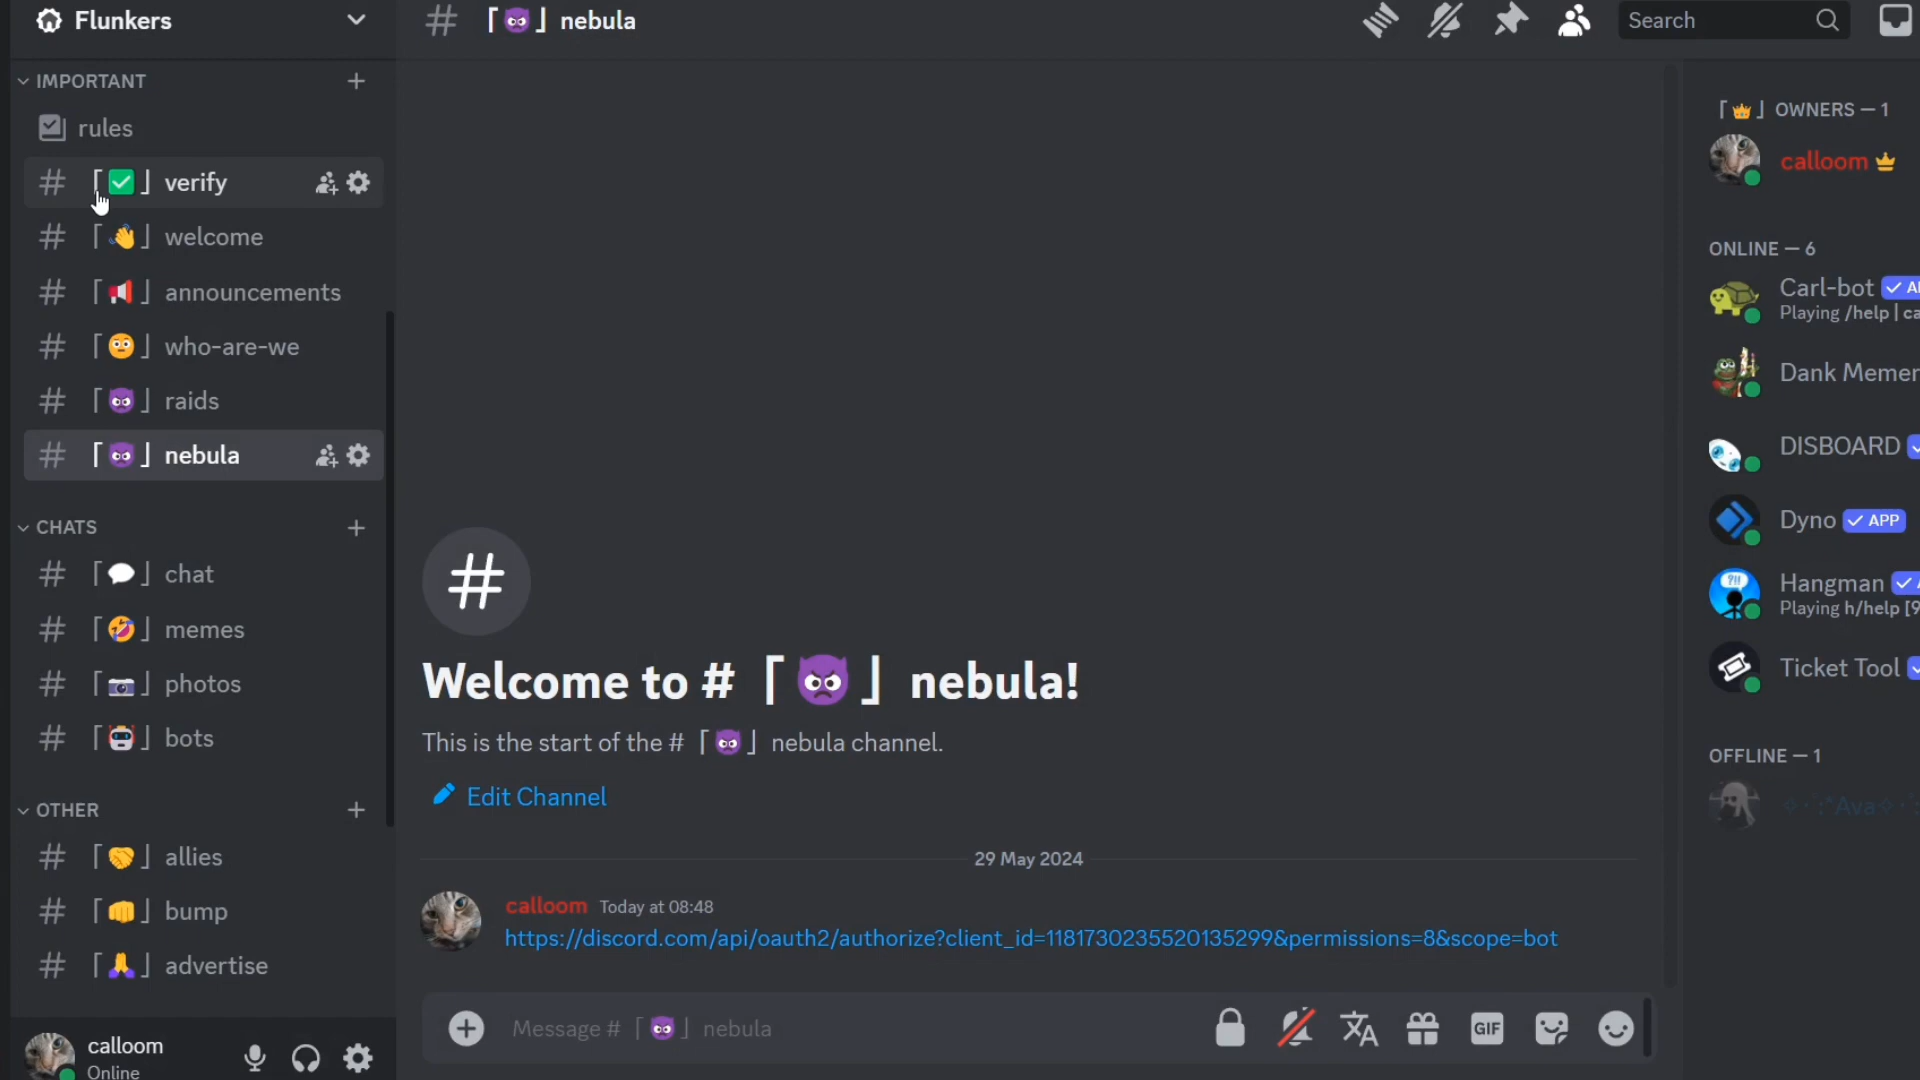 Flunkers
IMPORTANT
rules
# 「✅」 verify
# 「👋」 welcome
# 「📢」 announcements
# 「😳」 who-are-we
# 「👿」 raids
# 「👿」 nebula
CHATS
# 「💬」 chat
# 「🤣」 memes
# 「📷」 photos
# 「🤖」 bots
OTHER
# 「🤝」 allies
# 「👊」 bump
# 「🙏」 advertise
calloom
Online
# 「👿」 nebula
Search
Welcome to # 「👿」 nebula!
This is the start of the # 「👿」 nebula channel.
Edit Channel
29 May 2024
calloom Today at 08:48
https://discord.com/api/oauth2/authorize?client_id=1181730235520135299&permissions=8&scope=bot
Message # 「👿」 nebula
GIF
「👑」 OWNERS — 1
calloom
ONLINE — 6
Carl-bot
Playing /help | ca
Dank Memer
DISBOARD
Dyno APP
Hangman
Playing h/help [9
Ticket Tool
OFFLINE — 1
Ava